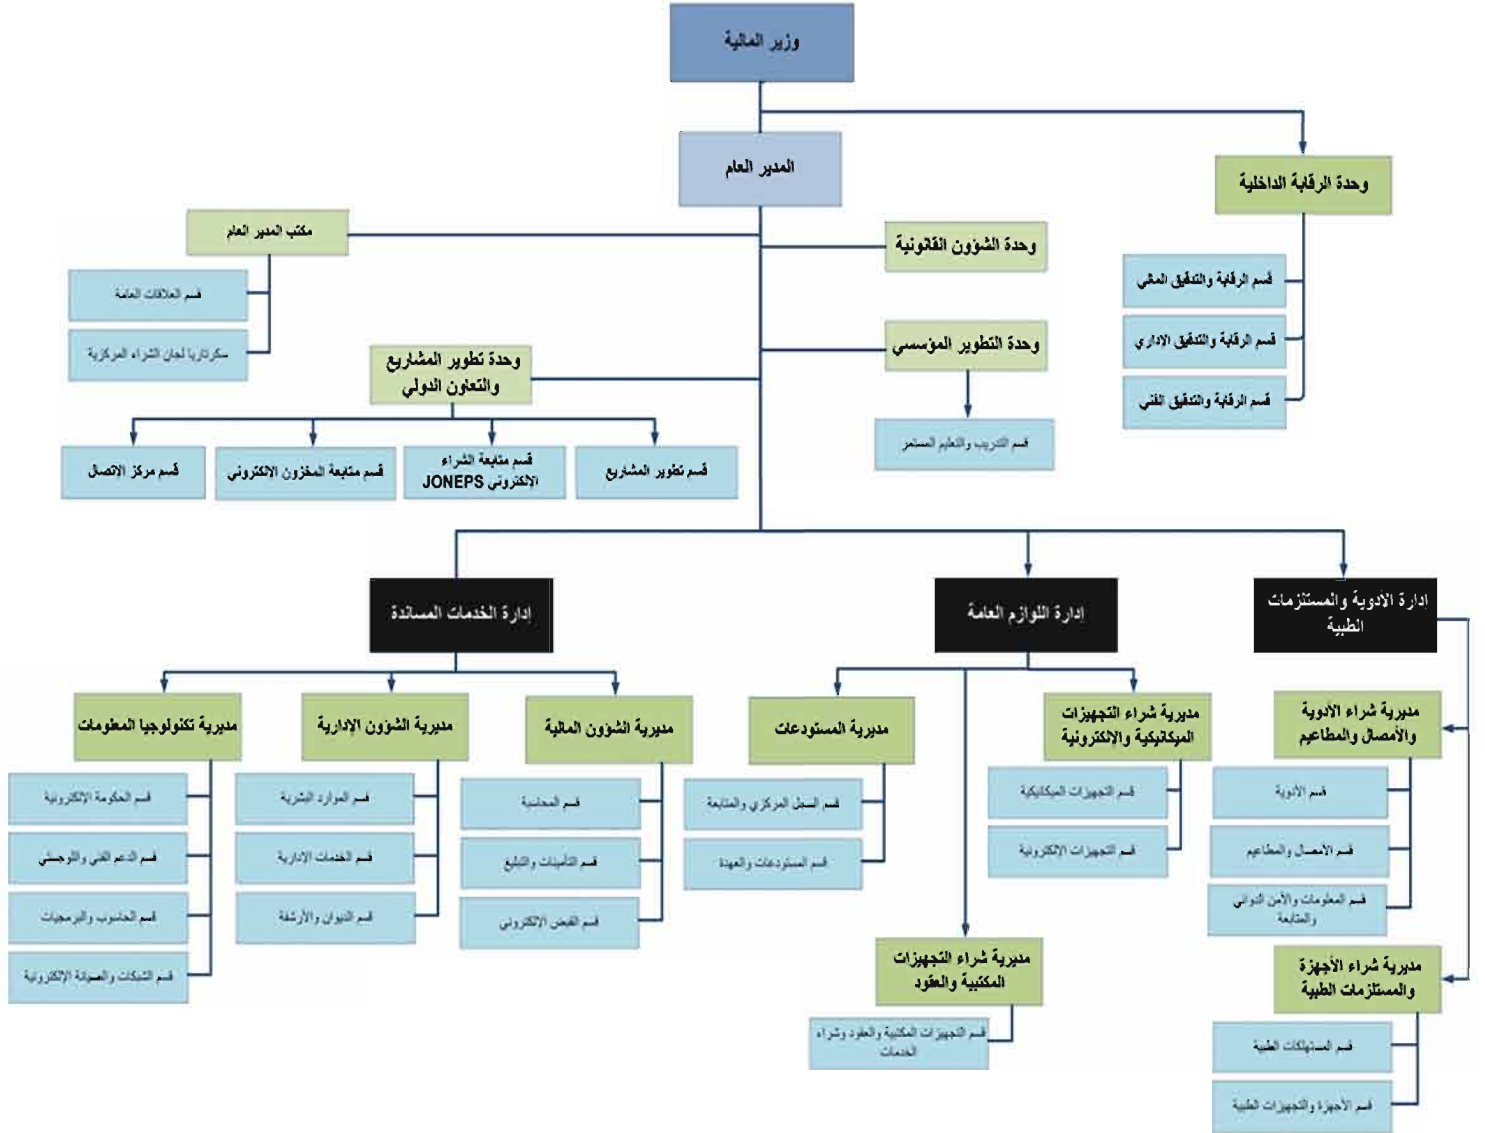 وزير المالية
المدير العام
وحدة الرقابة الداخلية
قسم الرقابة والتدقيق المالي
قسم الرقابة والتدقيق الاداري
قسم الرقابة والتدقيق الفني
وحدة الشؤون القانونية
وحدة التطوير المؤسسي
قسم التدريب والتعليم المستمر
مكتب المدير العام
قسم العلاقات العامة
سكرتاريا لجان الشراء المركزية
وحدة تطوير المشاريع
والتعاون الدولي
قسم تطوير المشاريع
قسم متابعة الشراء
الإلكتروني JONEPS
قسم متابعة المخزون الالكتروني
قسم مركز الاتصال
ادارة الأدوية والمستلزمات
الطبية
إدارة اللوازم العامة
إدارة الخدمات المساندة
مديرية شراء الأدوية
والأمصال والمطاعيم
قسم الأدوية
قسم الأمصال والمطاعيم
قسم المعلومات والأمن الدوائي
والمتابعة
مديرية شراء الأجهزة
والمستلزمات الطبية
قسم المستهلكات الطبية
قسم الأجهزة والتجهيزات الطبية
مديرية شراء التجهيزات
الميكانيكية والإلكترونية
قسم التجهيزات الميكانيكية
قسم التجهيزات الإلكترونية
مديرية شراء التجهيزات
المكتبية والعقود
قسم التجهيزات المكتبية والعقود وشراء
الخدمات
مديرية المستودعات
قسم السجل المركزي والمتابعة
قسم المستودعات والعهدة
مديرية الشؤون المالية
قسم المحاسبة
قسم التأمينات والتبليغ
قسم القبض الإلكتروني
مديرية الشؤون الإدارية
قسم الموارد البشرية
قسم الخدمات الإدارية
قسم الديوان والأرشفة
مديرية تكنولوجيا المعلومات
قسم الحكومة الإلكترونية
قسم الدعم الفني واللوجستي
قسم الحاسوب والبرمجيات
قسم الشبكات والصيانة الإلكترونية